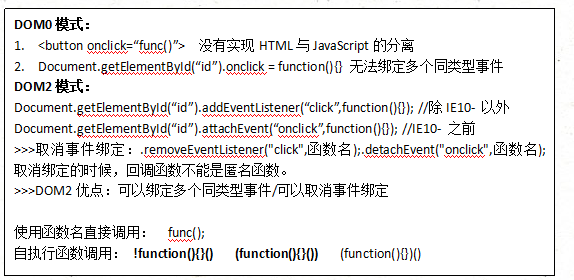 DOM0 模式：
1. <button onclick=“func()”> 没有实现 HTML 与 JavaScript 的分离
2. Document.getElementById(“id”).onclick = function(){} 无法绑定多个同类型事件
DOM2 模式：
Document.getElementById(“id”).addEventListener(“click”,function(){}); //除 IE10- 以外
Document.getElementById(“id”).attachEvent(“onclick”,function(){}); //IE10- 之前
>>>取消事件绑定：.removeEventListener("click",函数名);.detachEvent("onclick",函数名);
取消绑定的时候，回调函数不能是匿名函数。
>>>DOM2 优点：可以绑定多个同类型事件/可以取消事件绑定
使用函数名直接调用： func();
自执行函数调用： !function(){}() (function(){}()) (function(){})()